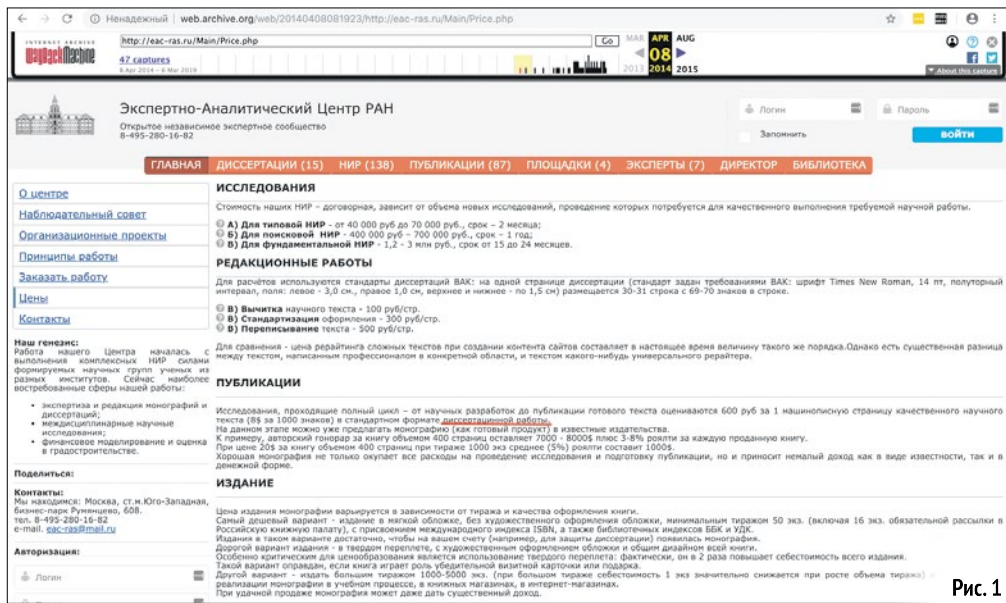 Ненадежный | web.archive.org/web/20140408081923/http://eac-ras.ru/Main/Price.php
INTERNET ARCHIVE
WayBackMachine
http://eac-ras.ru/Main/Price.php
Go
MAR APR AUG
47 captures
08
6 Apr 2014 – 6 Mar 2019
2013 2014 2015
About this capture
Экспертно-Аналитический Центр РАН
Открытое независимое экспертное сообщество
8-495-280-16-82
Логин
Пароль
Запомнить
ВОЙТИ
ГЛАВНАЯ ДИССЕРТАЦИИ (15) НИР (138) ПУБЛИКАЦИИ (87) ПЛОЩАДКИ (4) ЭКСПЕРТЫ (7) ДИРЕКТОР БИБЛИОТЕКА
О центре
Наблюдательный совет
Организационные проекты
Принципы работы
Заказать работу
Цены
Контакты
Наш генезис:
Работа нашего Центра началась с
выполнения комплексных НИР силами
формируемых научных групп ученых из
разных институтов. Сейчас наиболее
востребованные сферы нашей работы:
• экспертиза и редакция монографий и
диссертаций;
• междисциплинарные научные
исследования;
• финансовое моделирование и оценка
в градостроительстве.
Поделиться:
Контакты:
Мы находимся: Москва, ст.м.Юго-Западная,
бизнес-парк Румянцево, 608.
тел. 8-495-280-16-82
e-mail. eac-ras@mail.ru
Авторизация:
Логин
ИССЛЕДОВАНИЯ
Стоимость наших НИР – договорная, зависит от объема новых исследований, проведение которых потребуется для качественного выполнения требуемой научной работы.
А) Для типовой НИР - от 40 000 руб до 70 000 руб., срок – 2 месяца;
Б) Для поисковой НИР - 400 000 руб – 700 000 руб., срок - 1 год;
В) Для фундаментальной НИР - 1,2 - 3 млн руб., срок от 15 до 24 месяцев.
РЕДАКЦИОННЫЕ РАБОТЫ
Для расчётов используются стандарты диссертаций ВАК: на одной странице диссертации (стандарт задан требованиями ВАК: шрифт Times New Roman, 14 пт, полуторный
интервал, поля: левое - 3,0 см., правое 1,0 см, верхнее и нижнее - по 1,5 см) размещается 30-31 строка с 69-70 знаков в строке.
В) Вычитка научного текста - 100 руб/стр.
В) Стандартизация оформления - 300 руб/стр.
В) Переписывание текста - 500 руб/стр.
Для сравнения - цена рерайтинга сложных текстов при создании контента сайтов составляет в настоящее время величину такого же порядка.Однако есть существенная разница
между текстом, написанным профессионалом в конкретной области, и текстом какого-нибудь универсального рерайтера.
ПУБЛИКАЦИИ
Исследования, проходящие полный цикл – от научных разработок до публикации готового текста оцениваются 600 руб за 1 машинописную страницу качественного научного
текста (8$ за 1000 знаков) в стандартном формате диссертационной работы.
На данном этапе можно уже предлагать монографию (как готовый продукт) в известные издательства.
К примеру, авторский гонорар за книгу объемом 400 страниц оставляет 7000 - 8000$ плюс 3-8% роялти за каждую проданную книгу.
При цене 20$ за книгу объемом 400 страниц при тираже 1000 экз среднее (5%) роялти составит 1000$.
Хорошая монография не только окупает все расходы на проведение исследования и подготовку публикации, но и приносит немалый доход как в виде известности, так и в
денежной форме.
ИЗДАНИЕ
Цена издания монографии варьируется в зависимости от тиража и качества оформления книги.
Самый дешевый вариант - издание в мягкой обложке, без художественного оформления обложки, минимальным тиражом 50 экз. (включая 16 экз. обязательной рассылки в
Российскую книжную палату), с присвоением международного индекса ISBN, а также библиотечных индексов ББК и УДК.
Издания в таком варианте достаточно, чтобы на вашем счету (например, для защиты диссертации) появилась монография.
Дорогой вариант издания - в твердом переплете, с художественным оформлением обложки и общим дизайном всей книги.
Особенно критическим для ценообразования является использование твердого переплета: фактически, он в 2 раза повышает себестоимость всего издания.
Такой вариант оправдан, если книга играет роль убедительной визитной карточки или подарка.
Другой вариант - издать большим тиражом 1000-5000 экз. (при большом тираже себестоимость 1 экз значительно снижается при росте объема тиража)
реализации монографии в учебном процессе, в книжных магазинах, в интернет-магазинах.
При удачной продаже монография может даже дать существенный доход.
Рис. 1